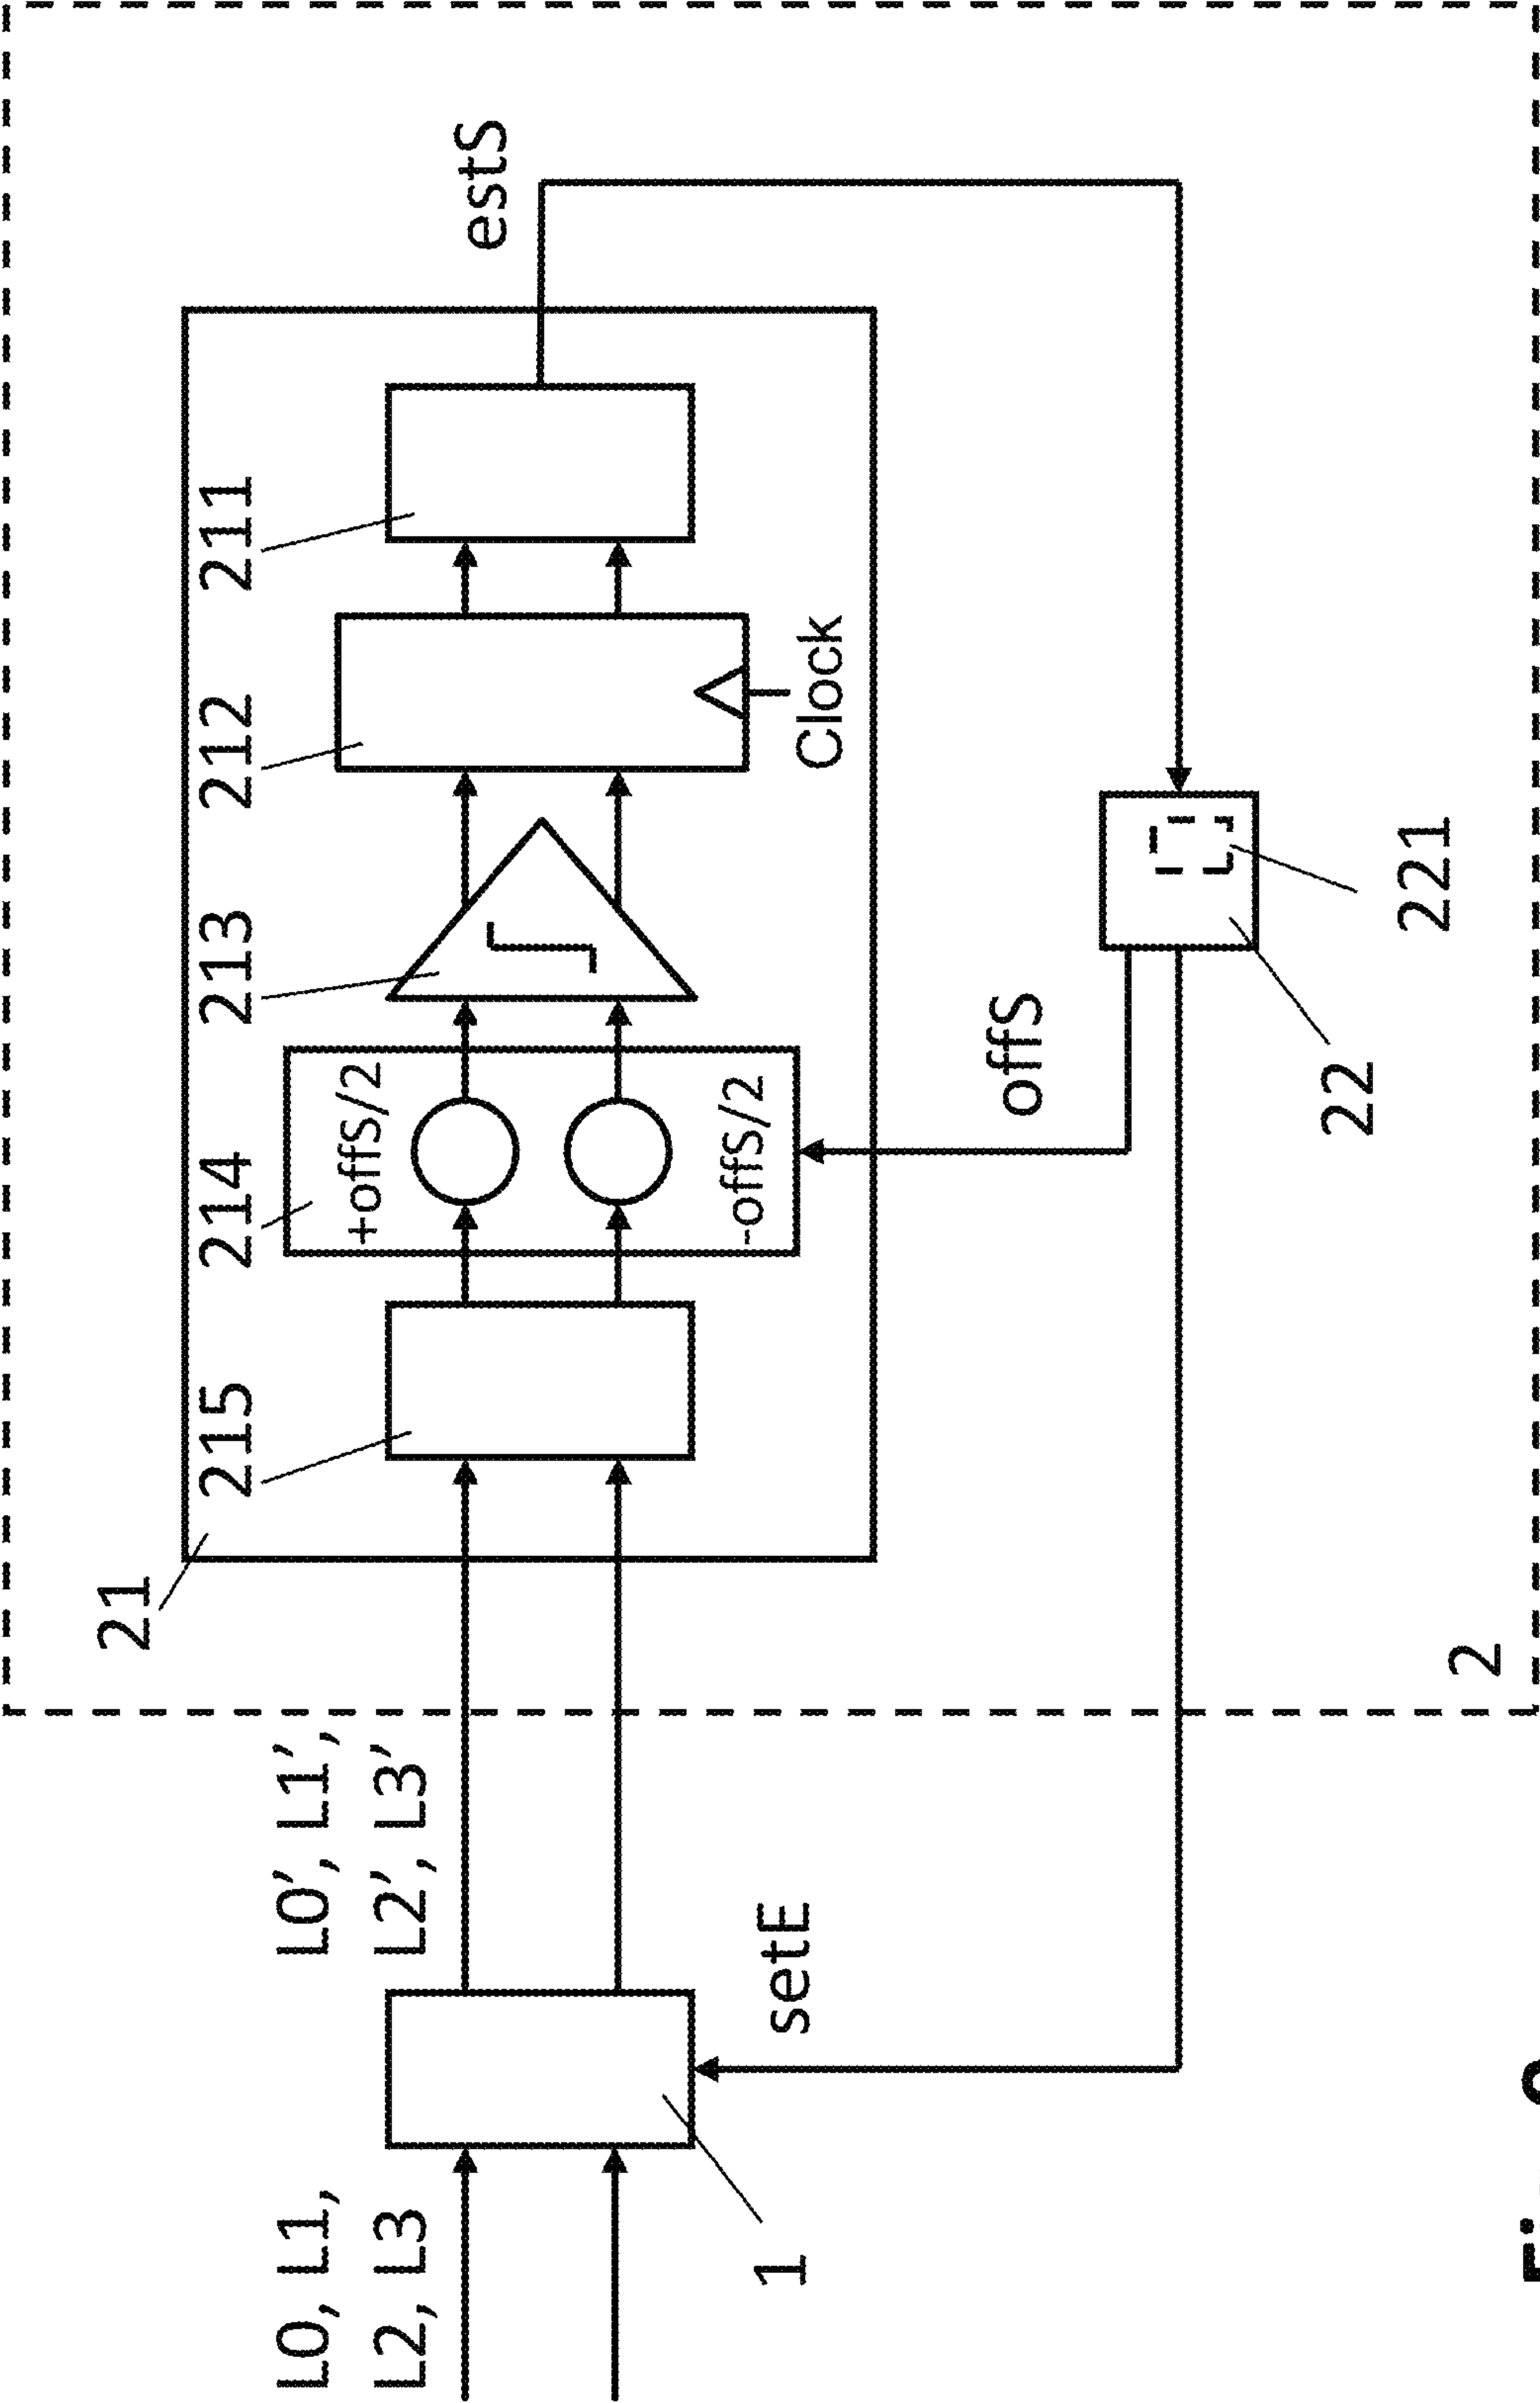 21
215
214
213
212
211
estS
+offS/2
-offS/2
Clock
L0, L1,
L2, L3
L0', L1',
L2', L3'
1
setE
offS
22
221
2